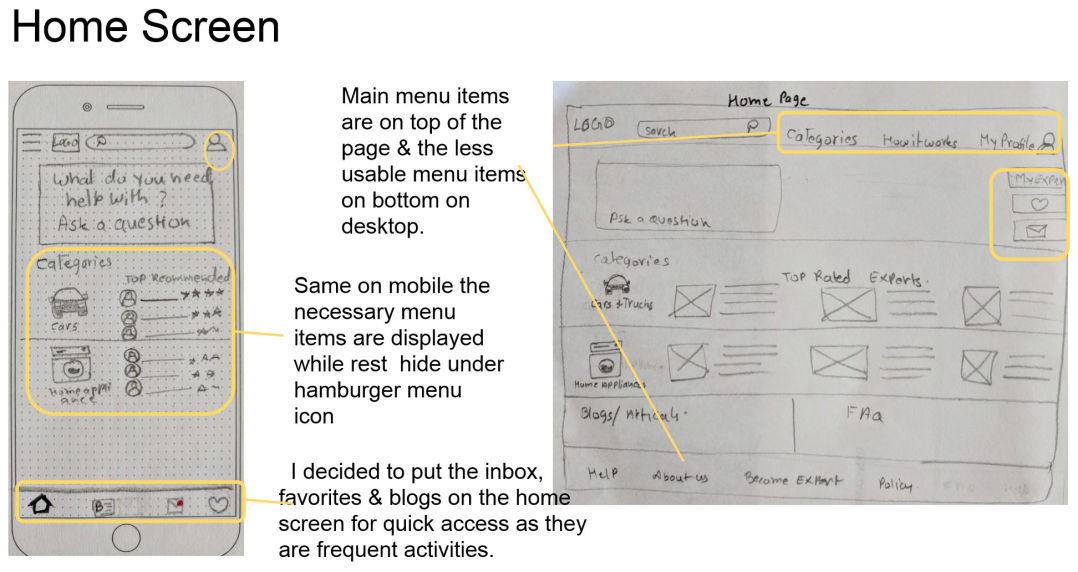 Home Screen
Main menu items
are on top of the
page & the less
usable menu items
on bottom on
desktop.
Same on mobile the
necessary menu
items are displayed
while rest hide under
hamburger menu
icon
I decided to put the inbox,
favorites & blogs on the home
screen for quick access as they
are frequent activities.
LOGO
What do you need
help with ?
Ask a question
Categories
TOP Recommended
Cars
Home appli
ance
B
Home Page
LOGO
Serch
Categories
How it works
My Profile
My Exper
Ask a question
Categories
TOP Rated Experts.
Cars + Trucks
Home appliances
Blogs/ Articals.
FAQ
Help
About us
Become Expert
Policy.